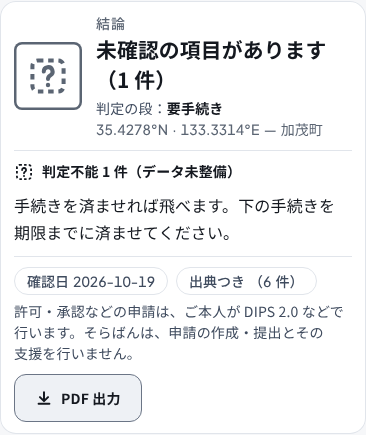 結論
未確認の項目があります
（1 件）
判定の段：要手続き
35.4278°N · 133.3314°E — 加茂町
判定不能 1 件（データ未整備）
手続きを済ませれば飛べます。下の手続きを
期限までに済ませてください。
確認日 2026-10-19 出典つき （6 件）
許可・承認などの申請は、ご本人が DIPS 2.0 などで
行います。そらばんは、申請の作成・提出とその
支援を行いません。
PDF 出力